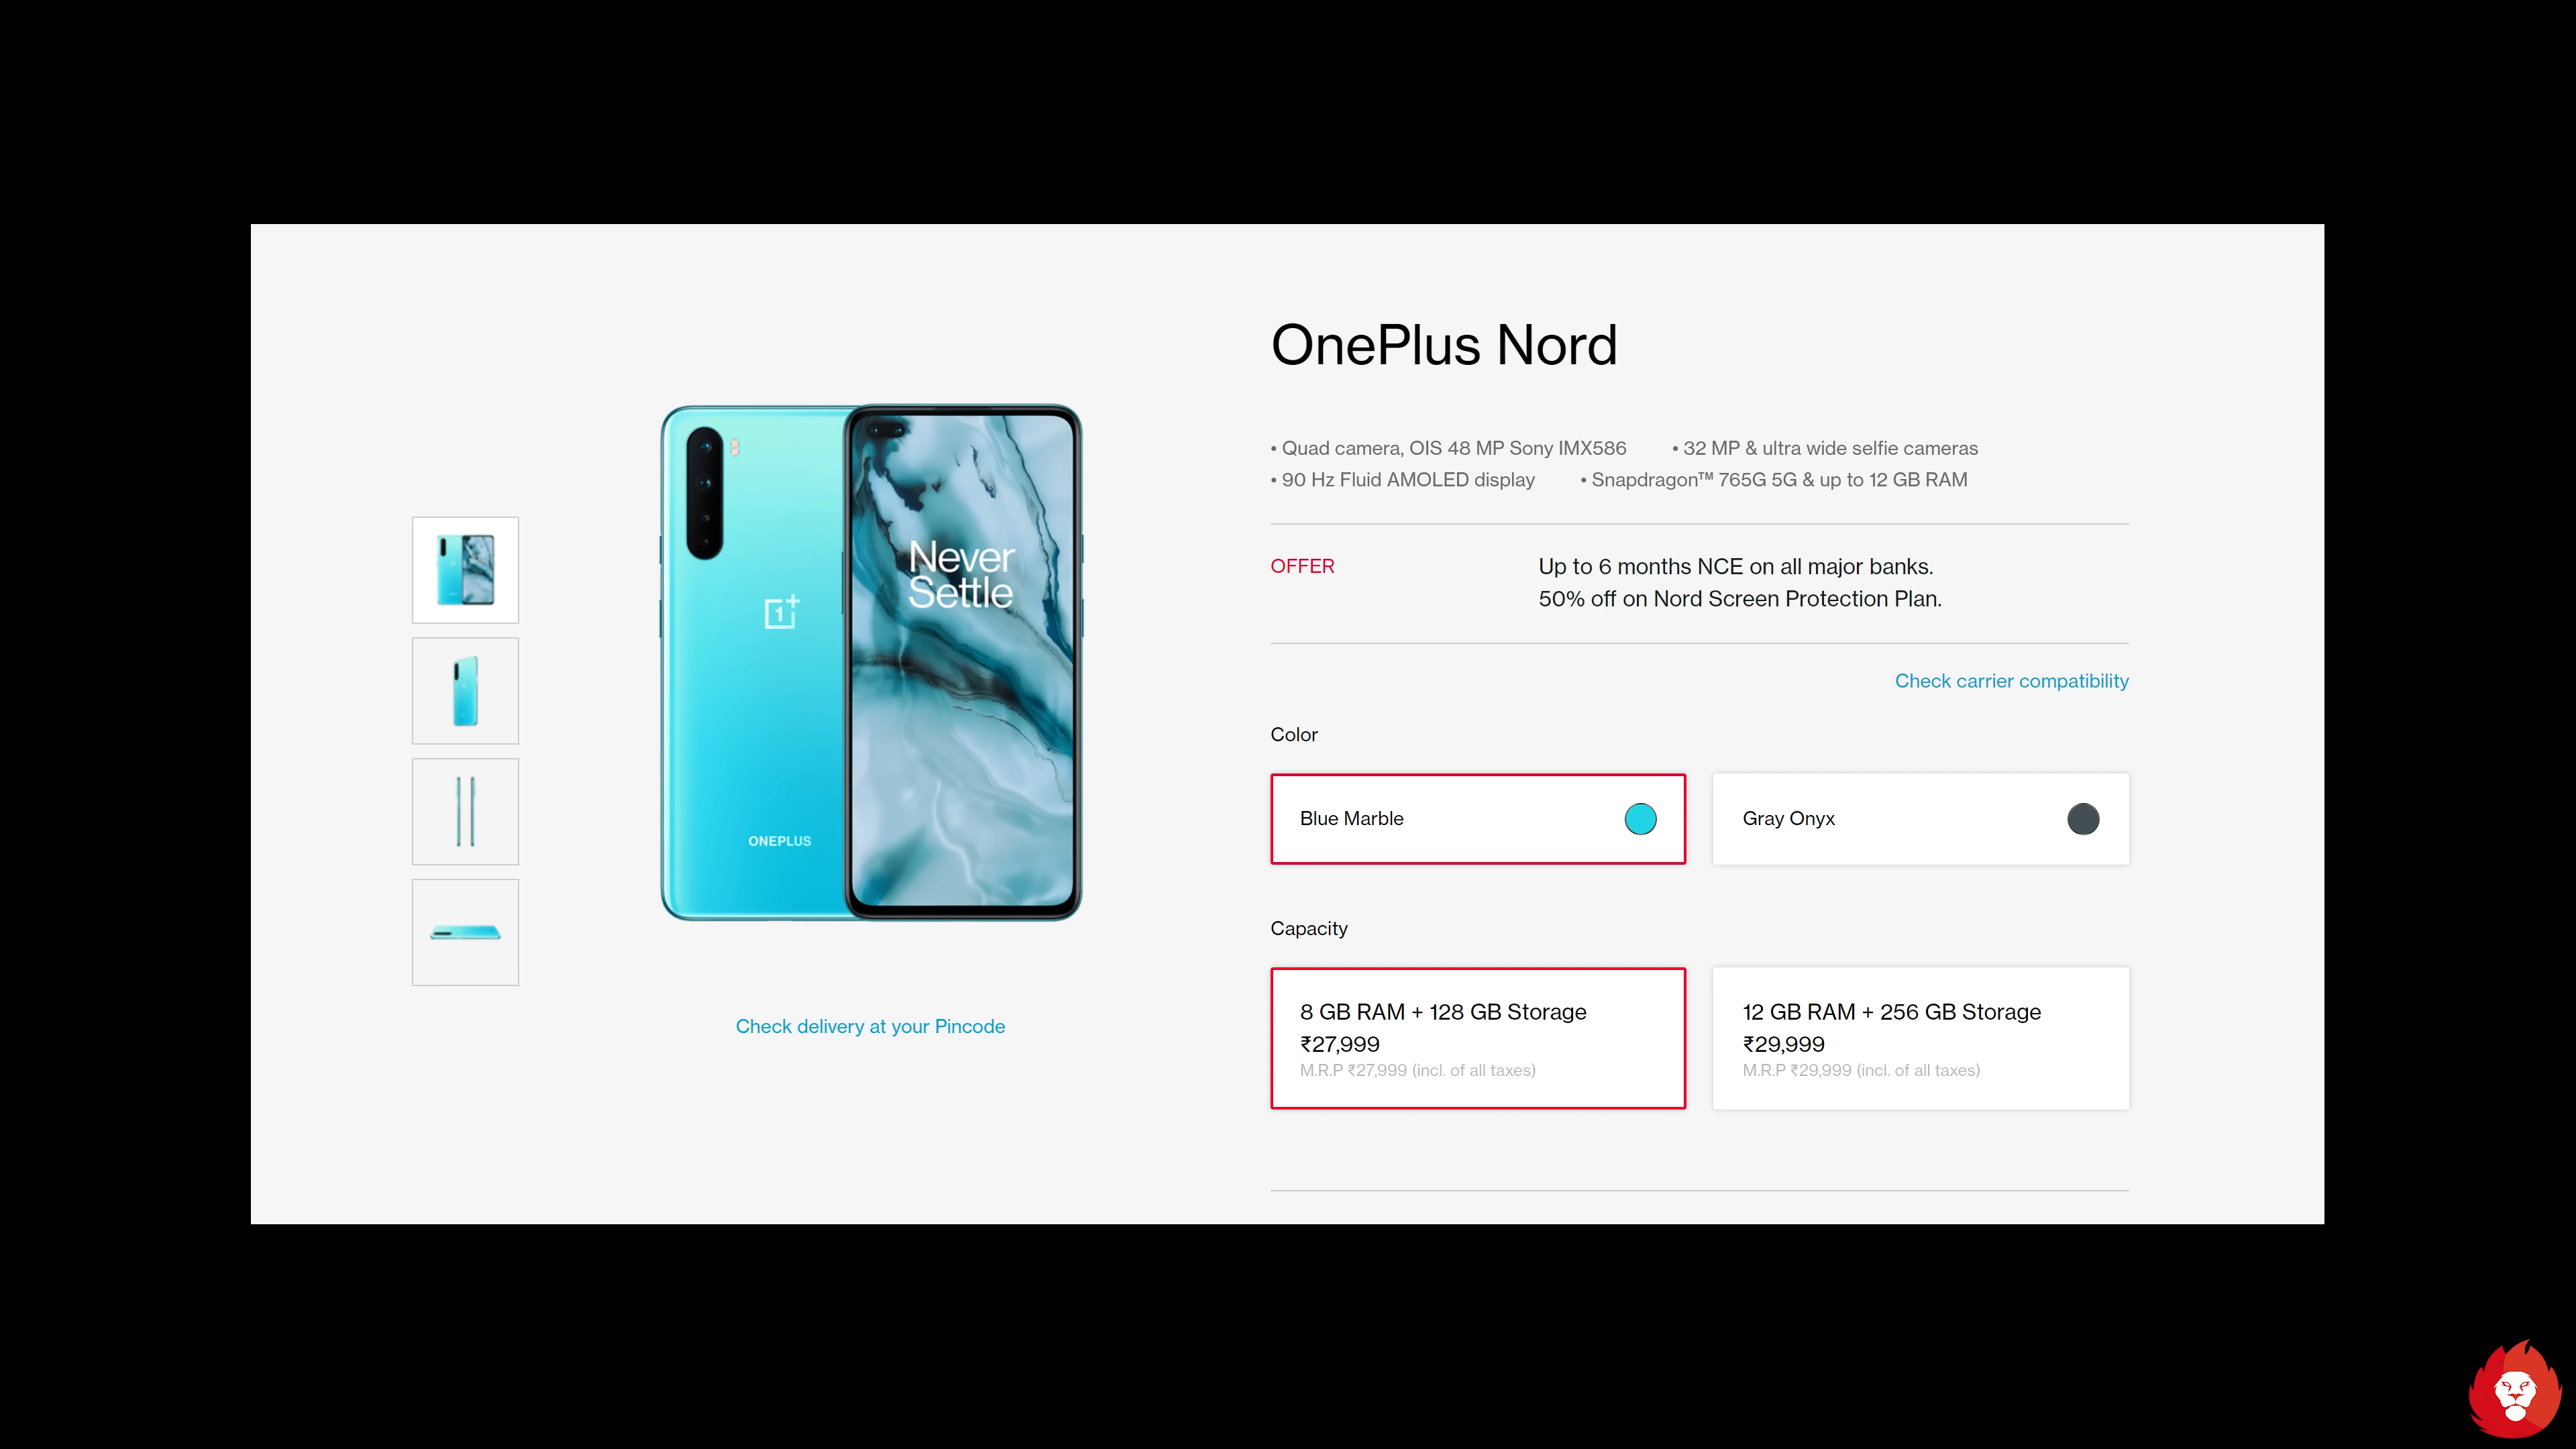 OnePlus Nord
• Quad camera, OIS 48 MP Sony IMX586 • 32 MP & ultra wide selfie cameras
• 90 Hz Fluid AMOLED display • Snapdragon™ 765G 5G & up to 12 GB RAM
OFFER
Up to 6 months NCE on all major banks.
50% off on Nord Screen Protection Plan.
Check carrier compatibility
Color
Blue Marble
Gray Onyx
Capacity
8 GB RAM + 128 GB Storage
₹27,999
M.R.P ₹27,999 (incl. of all taxes)
12 GB RAM + 256 GB Storage
₹29,999
M.R.P ₹29,999 (incl. of all taxes)
Never
Settle
1+
ONEPLUS
Check delivery at your Pincode